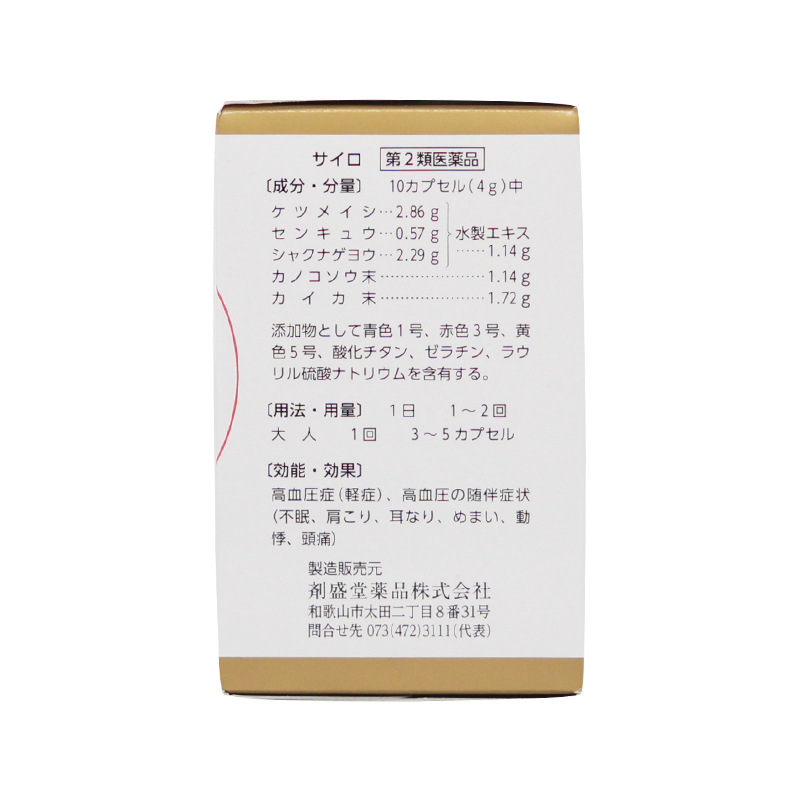 サイロ 第2類医薬品
〔成分・分量〕 10カプセル(4g)中
ケツメイシ…2.86g
センキュウ…0.57g 水製エキス
シャクナゲヨウ…2.29g ……1.14g
カノコソウ末…………………1.14g
カイカ末…………………1.72g
添加物として青色1号、赤色3号、黄
色5号、酸化チタン、ゼラチン、ラウ
リル硫酸ナトリウムを含有する。
〔用法・用量〕 1日 1〜2回
大人 1回 3〜5カプセル
〔効能・効果〕
高血圧症(軽症)、高血圧の随伴症状
(不眠、肩こり、耳なり、めまい、動
悸、頭痛)
製造販売元
剤盛堂薬品株式会社
和歌山市太田二丁目8番31号
問合せ先 073(472)3111(代表)